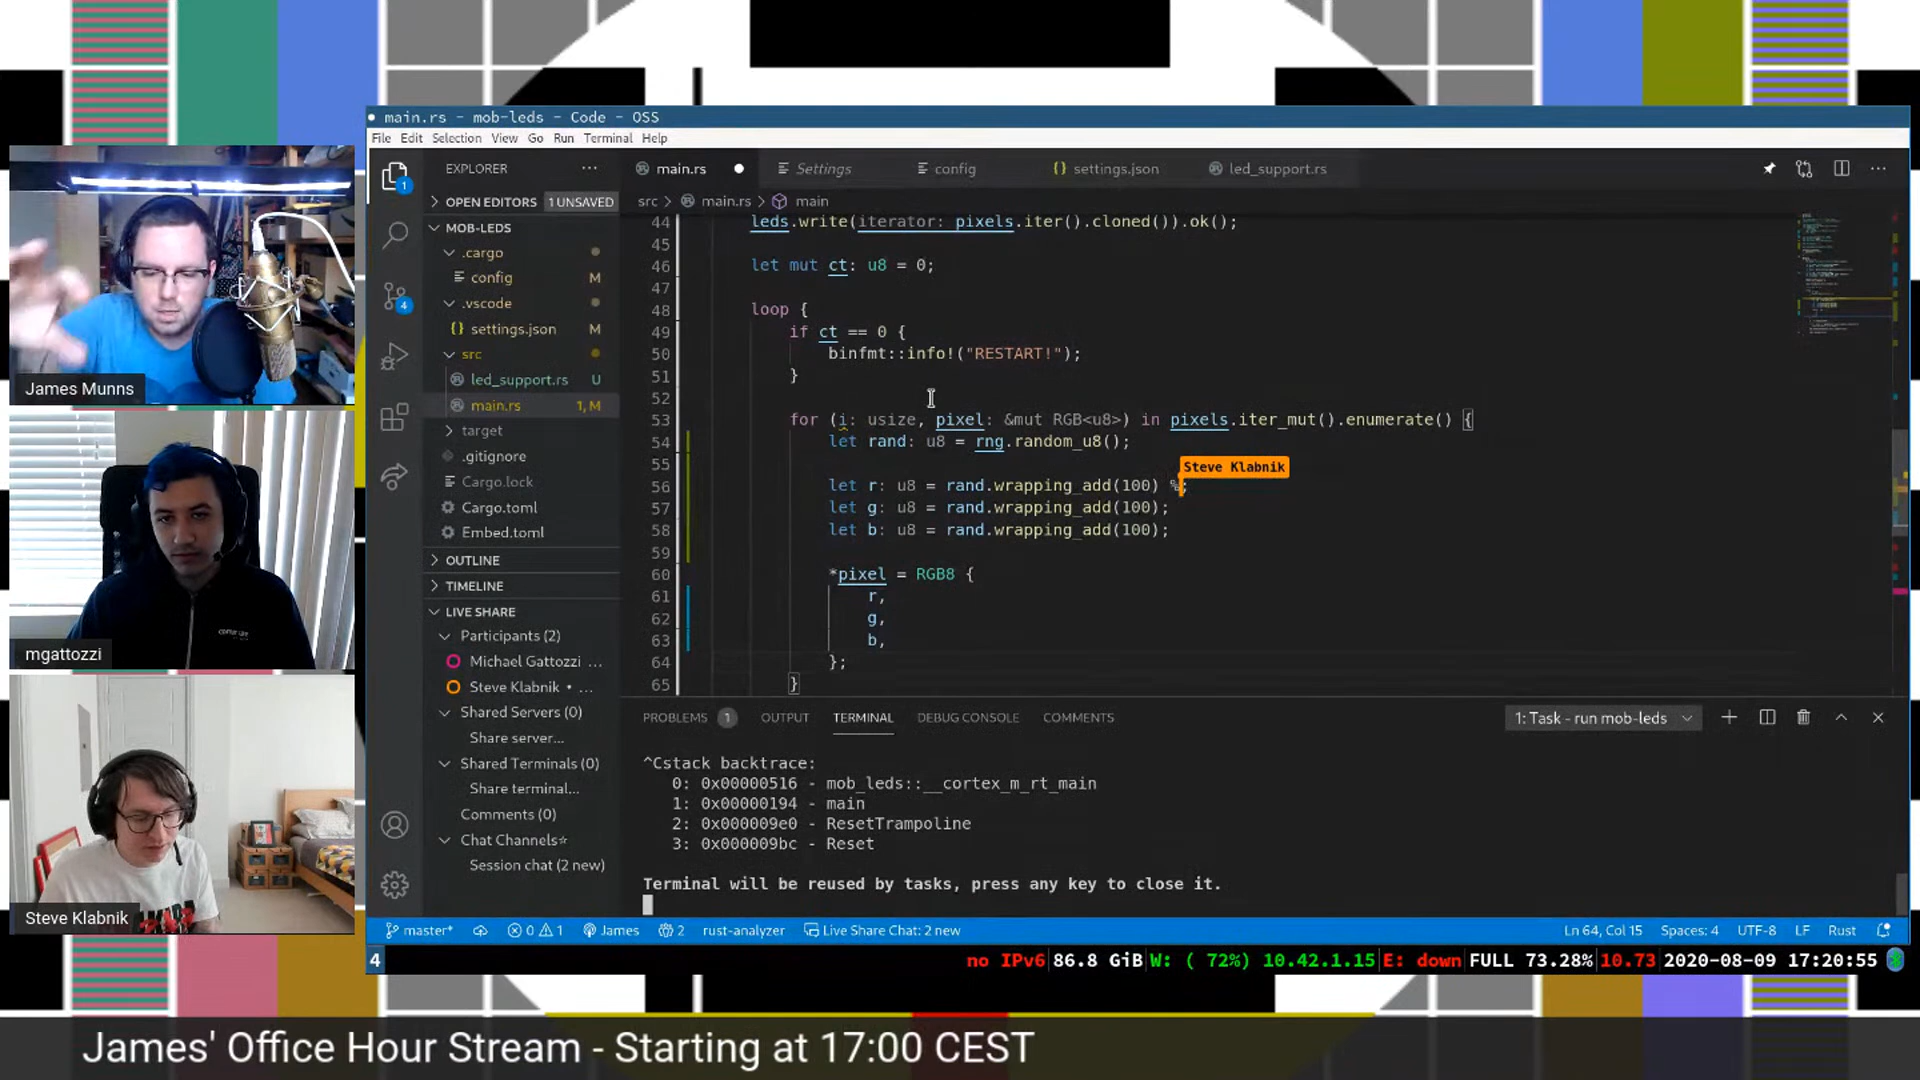 main.rs - mob-leds - Code - OSS
File Edit Selection View Go Run Terminal Help
EXPLORER
OPEN EDITORS 1 UNSAVED
MOB-LEDS
.cargo
config M
.vscode
settings.json M
src
led_support.rs U
main.rs 1, M
target
.gitignore
Cargo.lock
Cargo.toml
Embed.toml
OUTLINE
TIMELINE
LIVE SHARE
Participants (2)
Michael Gattozzi ...
Steve Klabnik • ...
Shared Servers (0)
Share server...
Shared Terminals (0)
Share terminal...
Comments (0)
Chat Channels
Session chat (2 new)
1
4
main.rs Settings config settings.json led_support.rs
src > main.rs > main
44 leds.write(iterator: pixels.iter().cloned()).ok();
45
46 let mut ct: u8 = 0;
47
48 loop {
49 if ct == 0 {
50 binfmt::info!("RESTART!");
51 }
52
53 for (i: usize, pixel: &mut RGB<u8>) in pixels.iter_mut().enumerate() {
54 let rand: u8 = rng.random_u8();
55
Steve Klabnik
56 let r: u8 = rand.wrapping_add(100) %;
57 let g: u8 = rand.wrapping_add(100);
58 let b: u8 = rand.wrapping_add(100);
59
60 *pixel = RGB8 {
61 r,
62 g,
63 b,
64 };
65 }
PROBLEMS 1 OUTPUT TERMINAL DEBUG CONSOLE COMMENTS 1: Task - run mob-leds
^Cstack backtrace:
0: 0x00000516 - mob_leds::__cortex_m_rt_main
1: 0x00000194 - main
2: 0x000009e0 - ResetTrampoline
3: 0x000009bc - Reset
Terminal will be reused by tasks, press any key to close it.
master* 0 1 James 2 rust-analyzer Live Share Chat: 2 new Ln 64, Col 15 Spaces: 4 UTF-8 LF Rust
4 no IPv6 86.8 GiB W: ( 72%) 10.42.1.15 E: down FULL 73.28% 10.73 2020-08-09 17:20:55
James Munns
mgattozzi
Steve Klabnik
James' Office Hour Stream - Starting at 17:00 CEST